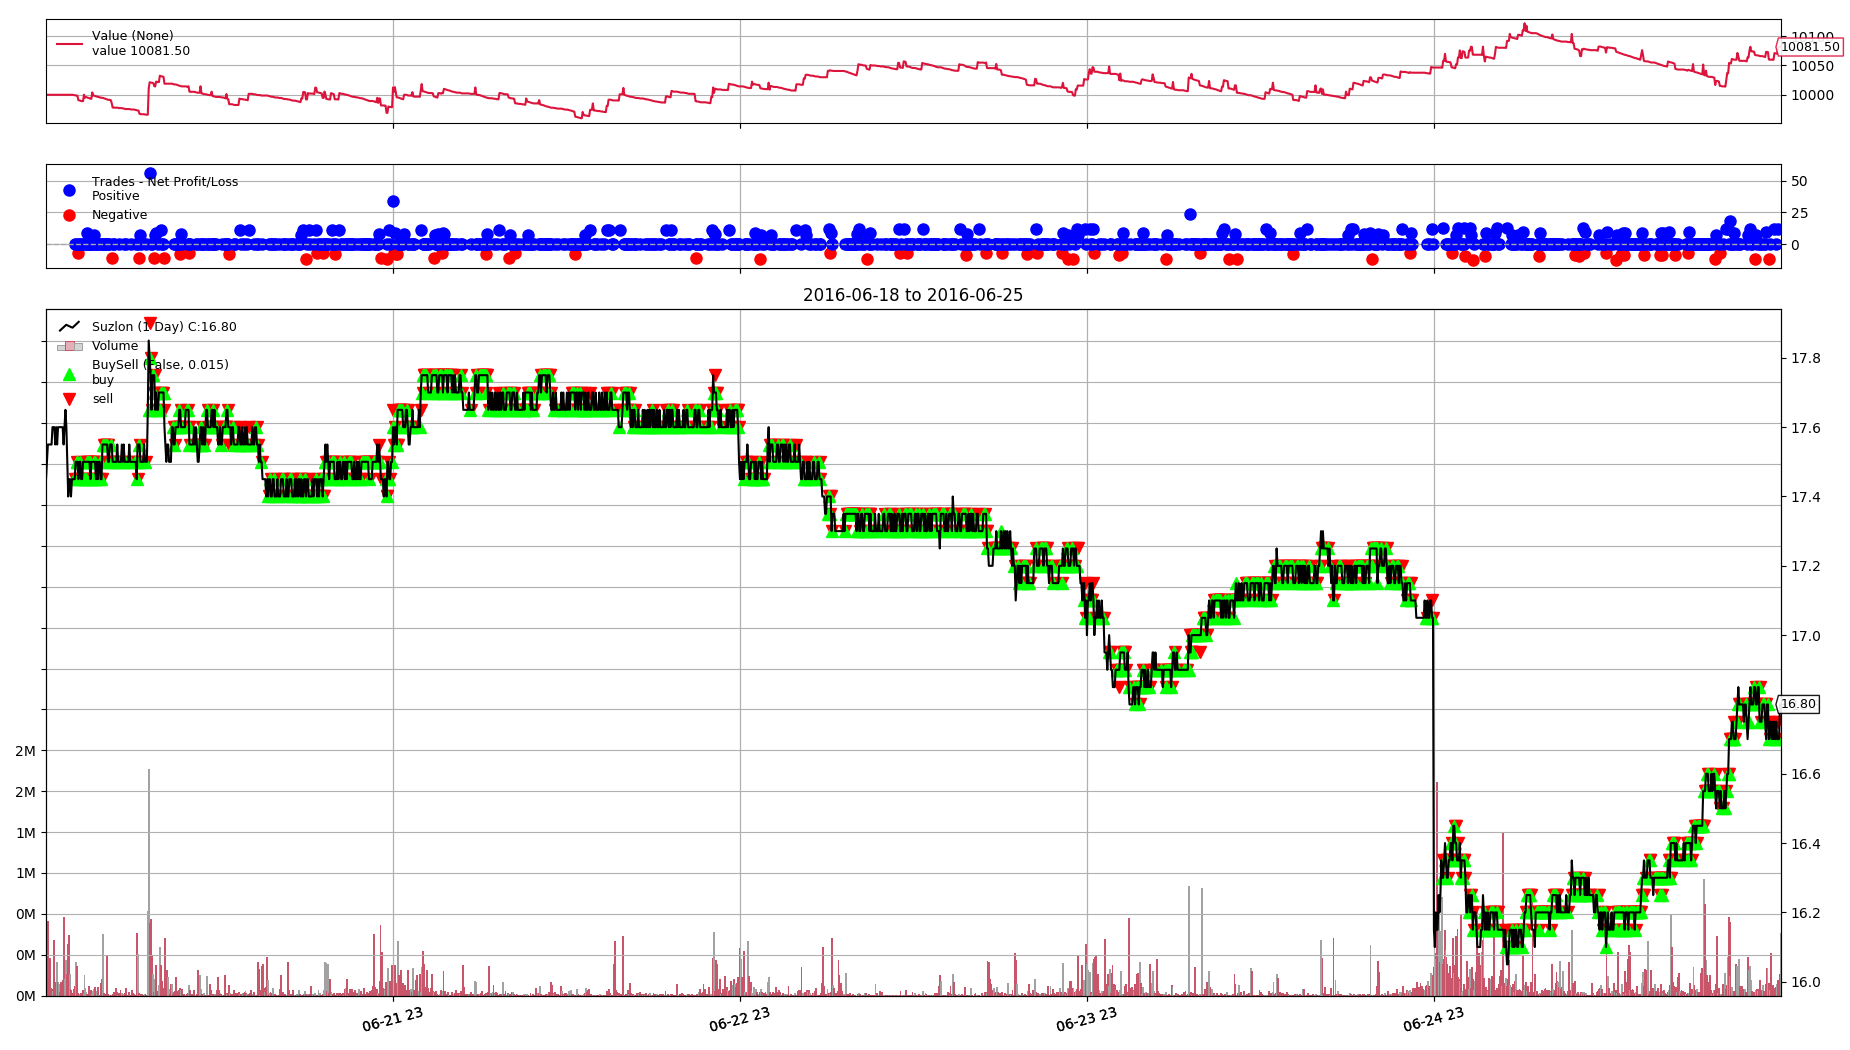 Value (None)
value 10081.50
10100
10081.50
10050
10000
Trades - Net Profit/Loss
Positive
Negative
50
25
0
2016-06-18 to 2016-06-25
Suzlon (1 Day) C:16.80
Volume
BuySell (False, 0.015)
buy
sell
17.8
17.6
17.4
17.2
17.0
16.80
16.6
16.4
16.2
16.0
2M
2M
1M
1M
0M
0M
0M
06-21 23
06-22 23
06-23 23
06-24 23